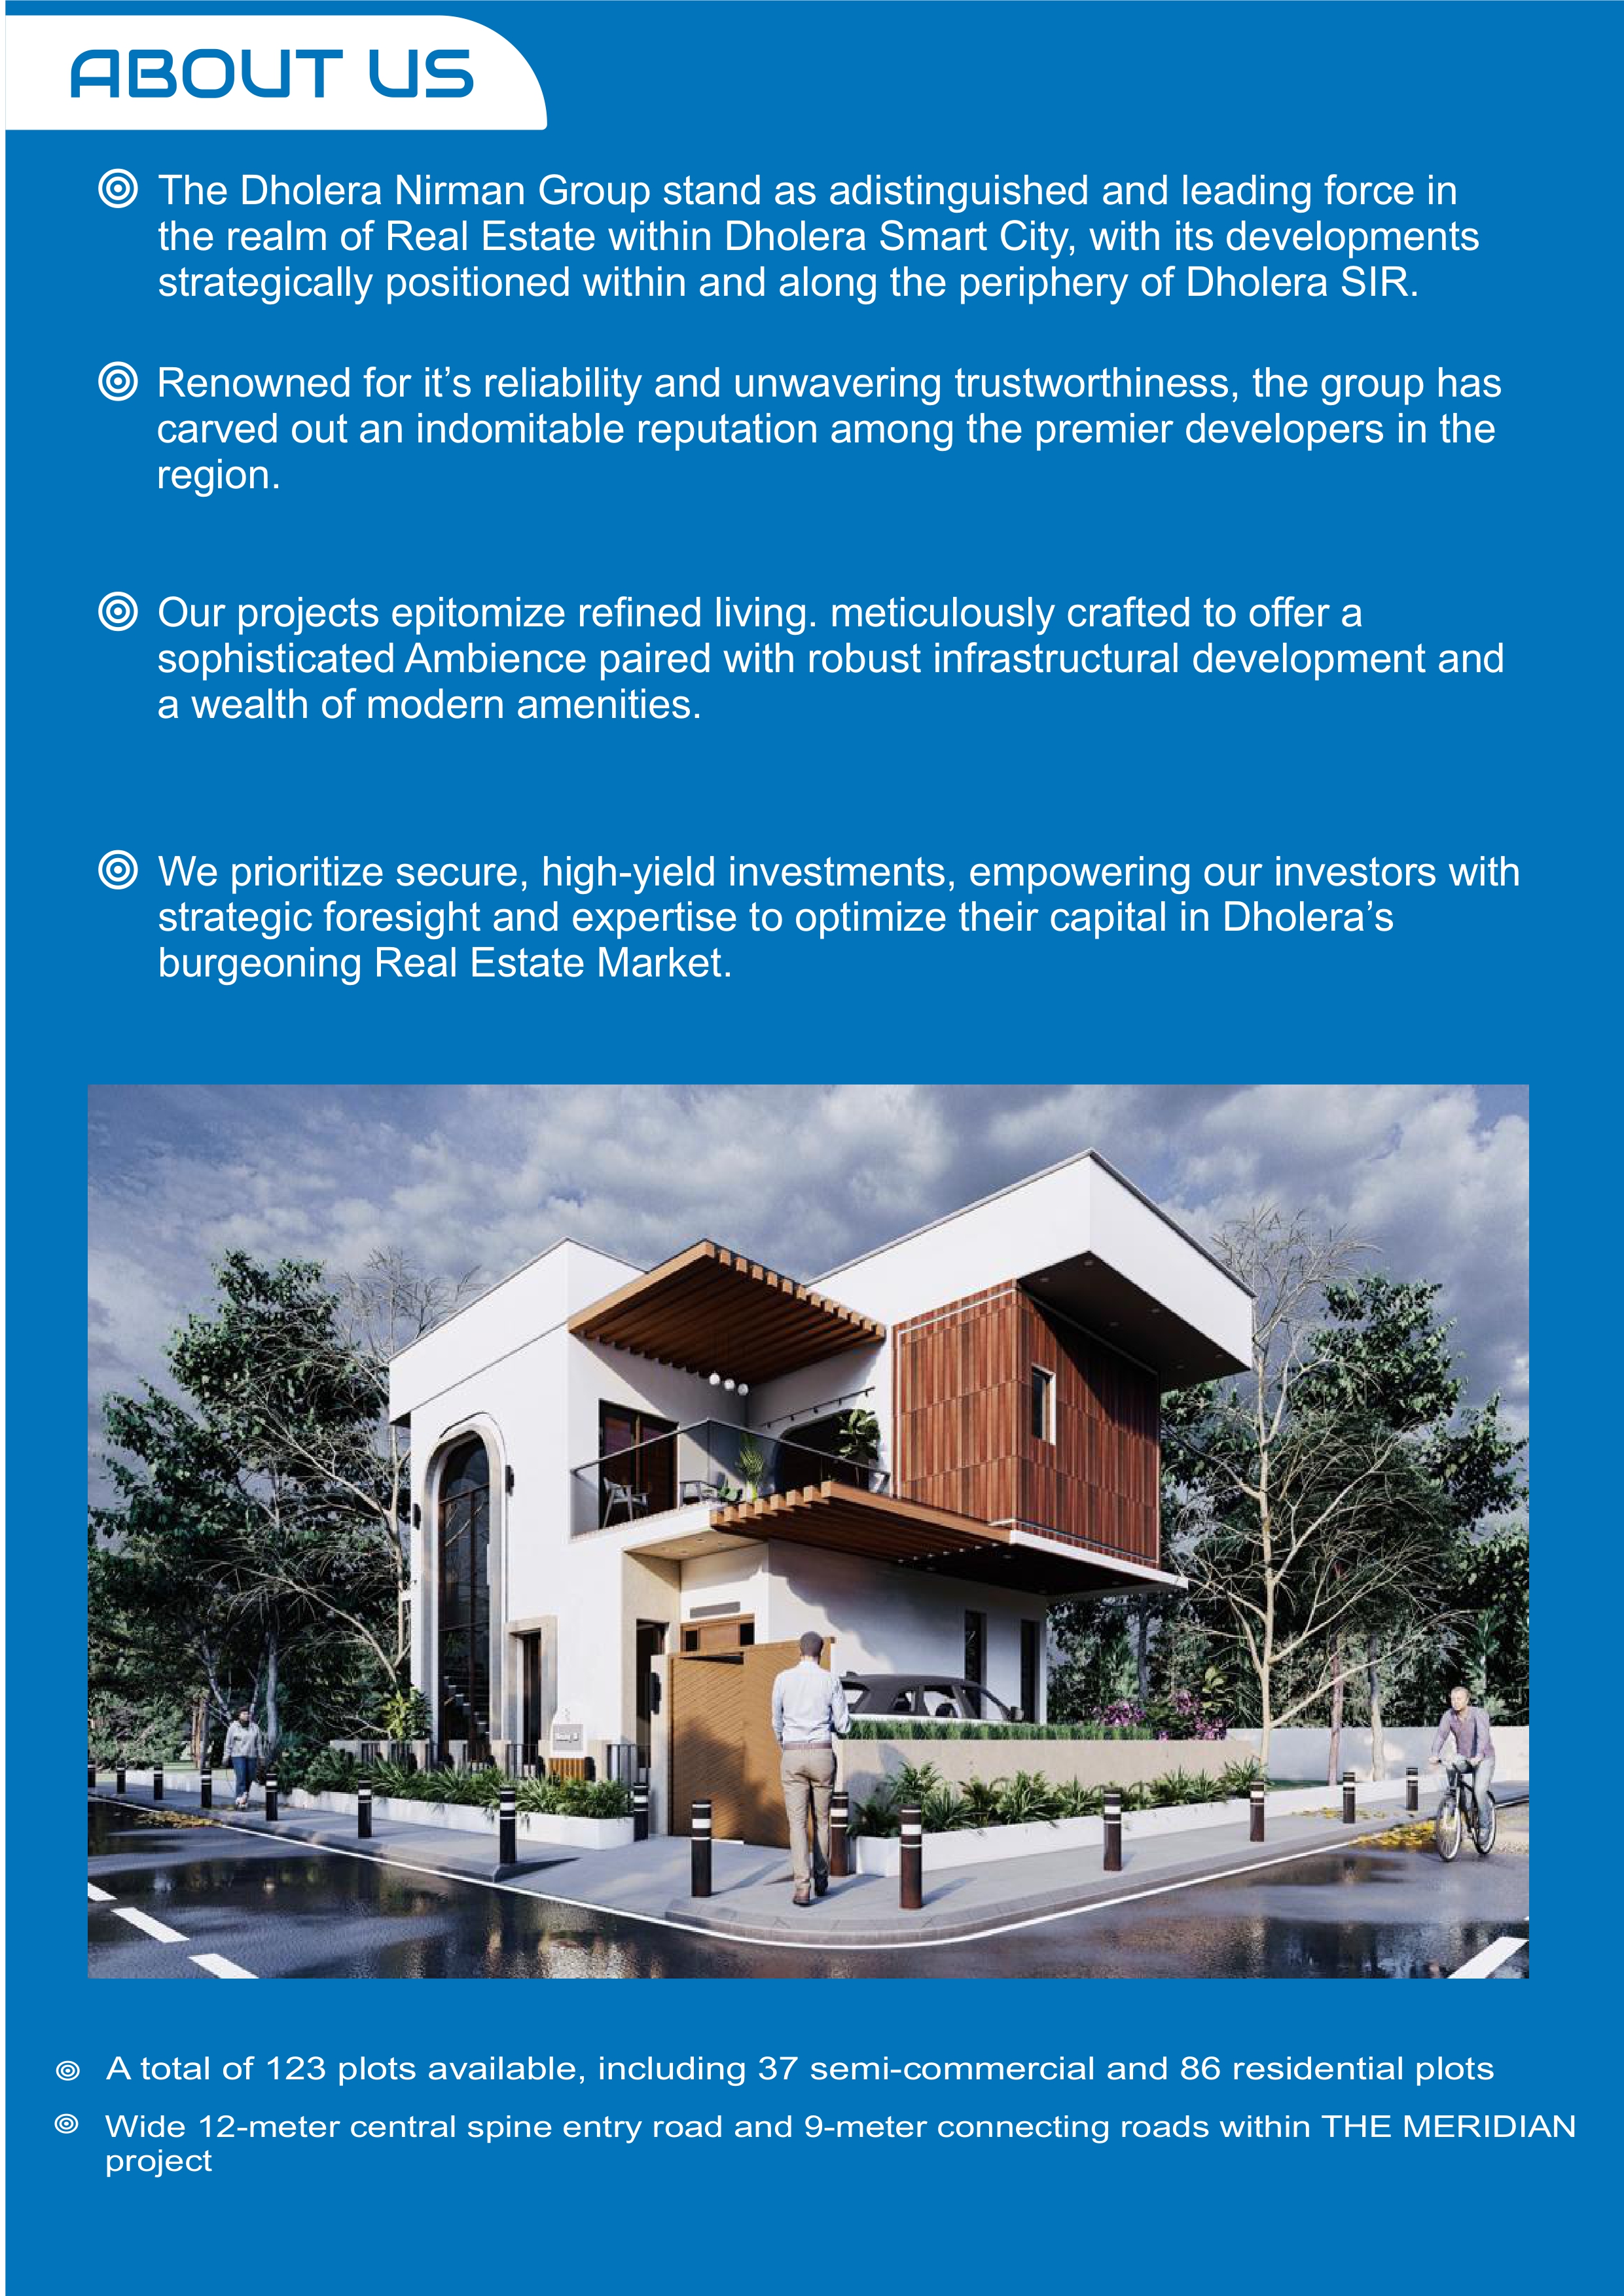 ABOUT US
The Dholera Nirman Group stand as adistinguished and leading force in
the realm of Real Estate within Dholera Smart City, with its developments
strategically positioned within and along the periphery of Dholera SIR.
Renowned for it’s reliability and unwavering trustworthiness, the group has
carved out an indomitable reputation among the premier developers in the
region.
Our projects epitomize refined living. meticulously crafted to offer a
sophisticated Ambience paired with robust infrastructural development and
a wealth of modern amenities.
We prioritize secure, high-yield investments, empowering our investors with
strategic foresight and expertise to optimize their capital in Dholera’s
burgeoning Real Estate Market.
A total of 123 plots available, including 37 semi-commercial and 86 residential plots
Wide 12-meter central spine entry road and 9-meter connecting roads within THE MERIDIAN
project